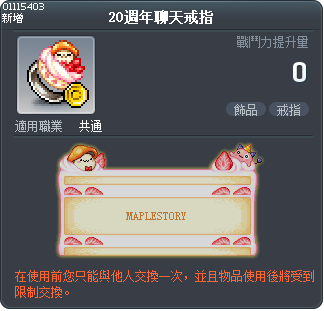 01115403
新增
20週年聊天戒指
戰鬥力提升量
0
飾品 戒指
適用職業 共通
MAPLESTORY
在使用前您只能與他人交換一次，並且物品使用後將受到
限制交換。